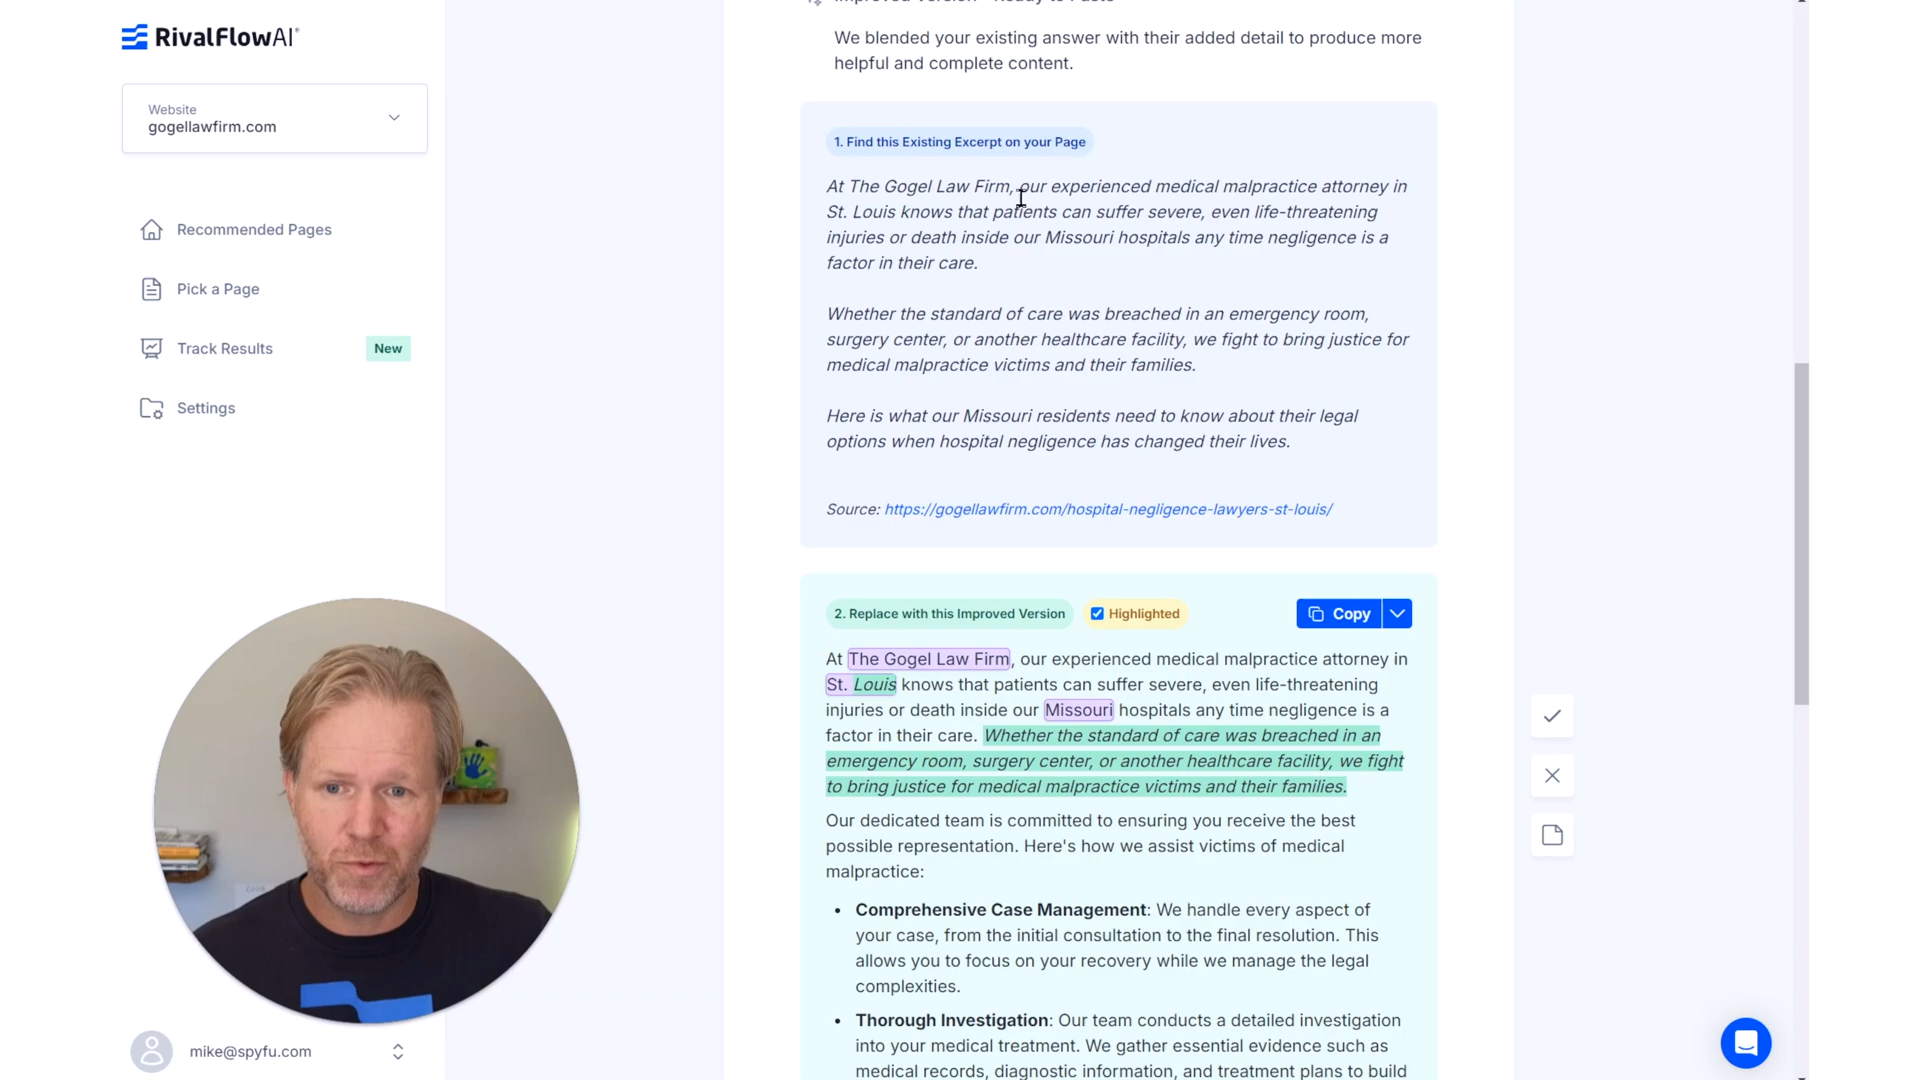 RivalFlowAI®
Website
gogellawfirm.com
Recommended Pages
Pick a Page
Track Results
New
Settings
mike@spyfu.com
Improved Version - Ready to Paste
We blended your existing answer with their added detail to produce more
helpful and complete content.
1. Find this Existing Excerpt on your Page
At The Gogel Law Firm, our experienced medical malpractice attorney in
St. Louis knows that patients can suffer severe, even life-threatening
injuries or death inside our Missouri hospitals any time negligence is a
factor in their care.
Whether the standard of care was breached in an emergency room,
surgery center, or another healthcare facility, we fight to bring justice for
medical malpractice victims and their families.
Here is what our Missouri residents need to know about their legal
options when hospital negligence has changed their lives.
Source: https://gogellawfirm.com/hospital-negligence-lawyers-st-louis/
2. Replace with this Improved Version
Highlighted
Copy
At The Gogel Law Firm, our experienced medical malpractice attorney in
St. Louis knows that patients can suffer severe, even life-threatening
injuries or death inside our Missouri hospitals any time negligence is a
factor in their care. Whether the standard of care was breached in an
emergency room, surgery center, or another healthcare facility, we fight
to bring justice for medical malpractice victims and their families.
Our dedicated team is committed to ensuring you receive the best
possible representation. Here's how we assist victims of medical
malpractice:
• Comprehensive Case Management: We handle every aspect of
your case, from the initial consultation to the final resolution. This
allows you to focus on your recovery while we manage the legal
complexities.
• Thorough Investigation: Our team conducts a detailed investigation
into your medical treatment. We gather essential evidence such as
medical records, diagnostic information, and treatment plans to build